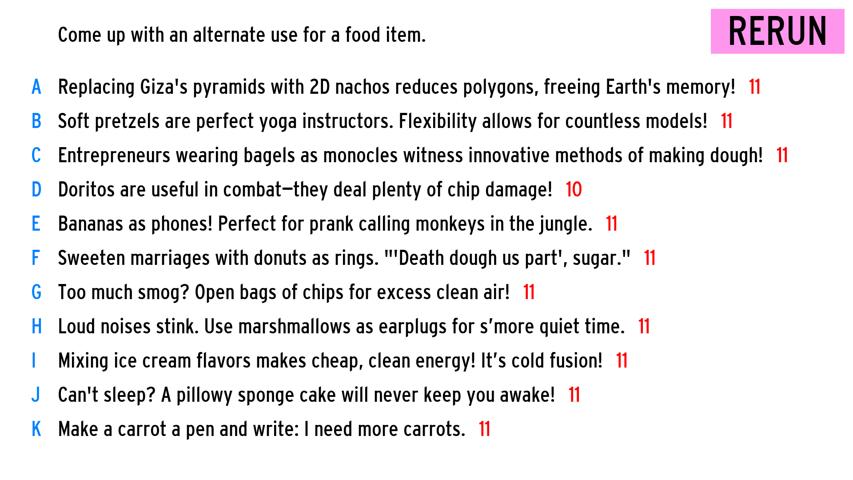 Come up with an alternate use for a food item.
RERUN
A Replacing Giza's pyramids with 2D nachos reduces polygons, freeing Earth's memory! 11
B Soft pretzels are perfect yoga instructors. Flexibility allows for countless models! 11
C Entrepreneurs wearing bagels as monocles witness innovative methods of making dough! 11
D Doritos are useful in combat—they deal plenty of chip damage! 10
E Bananas as phones! Perfect for prank calling monkeys in the jungle. 11
F Sweeten marriages with donuts as rings. "'Death dough us part', sugar." 11
G Too much smog? Open bags of chips for excess clean air! 11
H Loud noises stink. Use marshmallows as earplugs for s’more quiet time. 11
I Mixing ice cream flavors makes cheap, clean energy! It’s cold fusion! 11
J Can't sleep? A pillowy sponge cake will never keep you awake! 11
K Make a carrot a pen and write: I need more carrots. 11